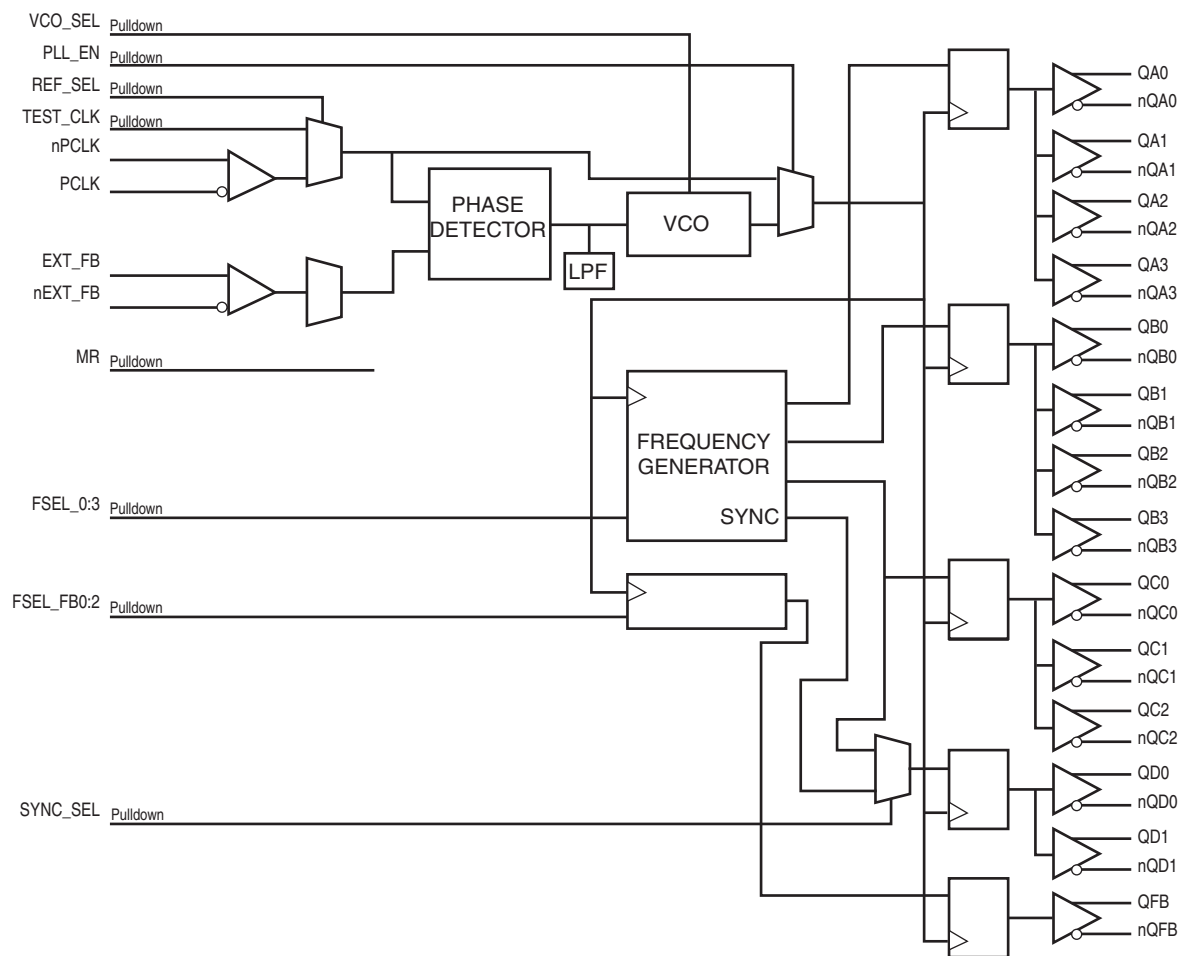 VCO_SEL Pulldown
PLL_EN Pulldown
REF_SEL Pulldown
TEST_CLK Pulldown
nPCLK
PCLK
EXT_FB
nEXT_FB
MR Pulldown
FSEL_0:3 Pulldown
FSEL_FB0:2 Pulldown
SYNC_SEL Pulldown
PHASE
DETECTOR
LPF
VCO
FREQUENCY
GENERATOR
SYNC
QA0
nQA0
QA1
nQA1
QA2
nQA2
QA3
nQA3
QB0
nQB0
QB1
nQB1
QB2
nQB2
QB3
nQB3
QC0
nQC0
QC1
nQC1
QC2
nQC2
QD0
nQD0
QD1
nQD1
QFB
nQFB